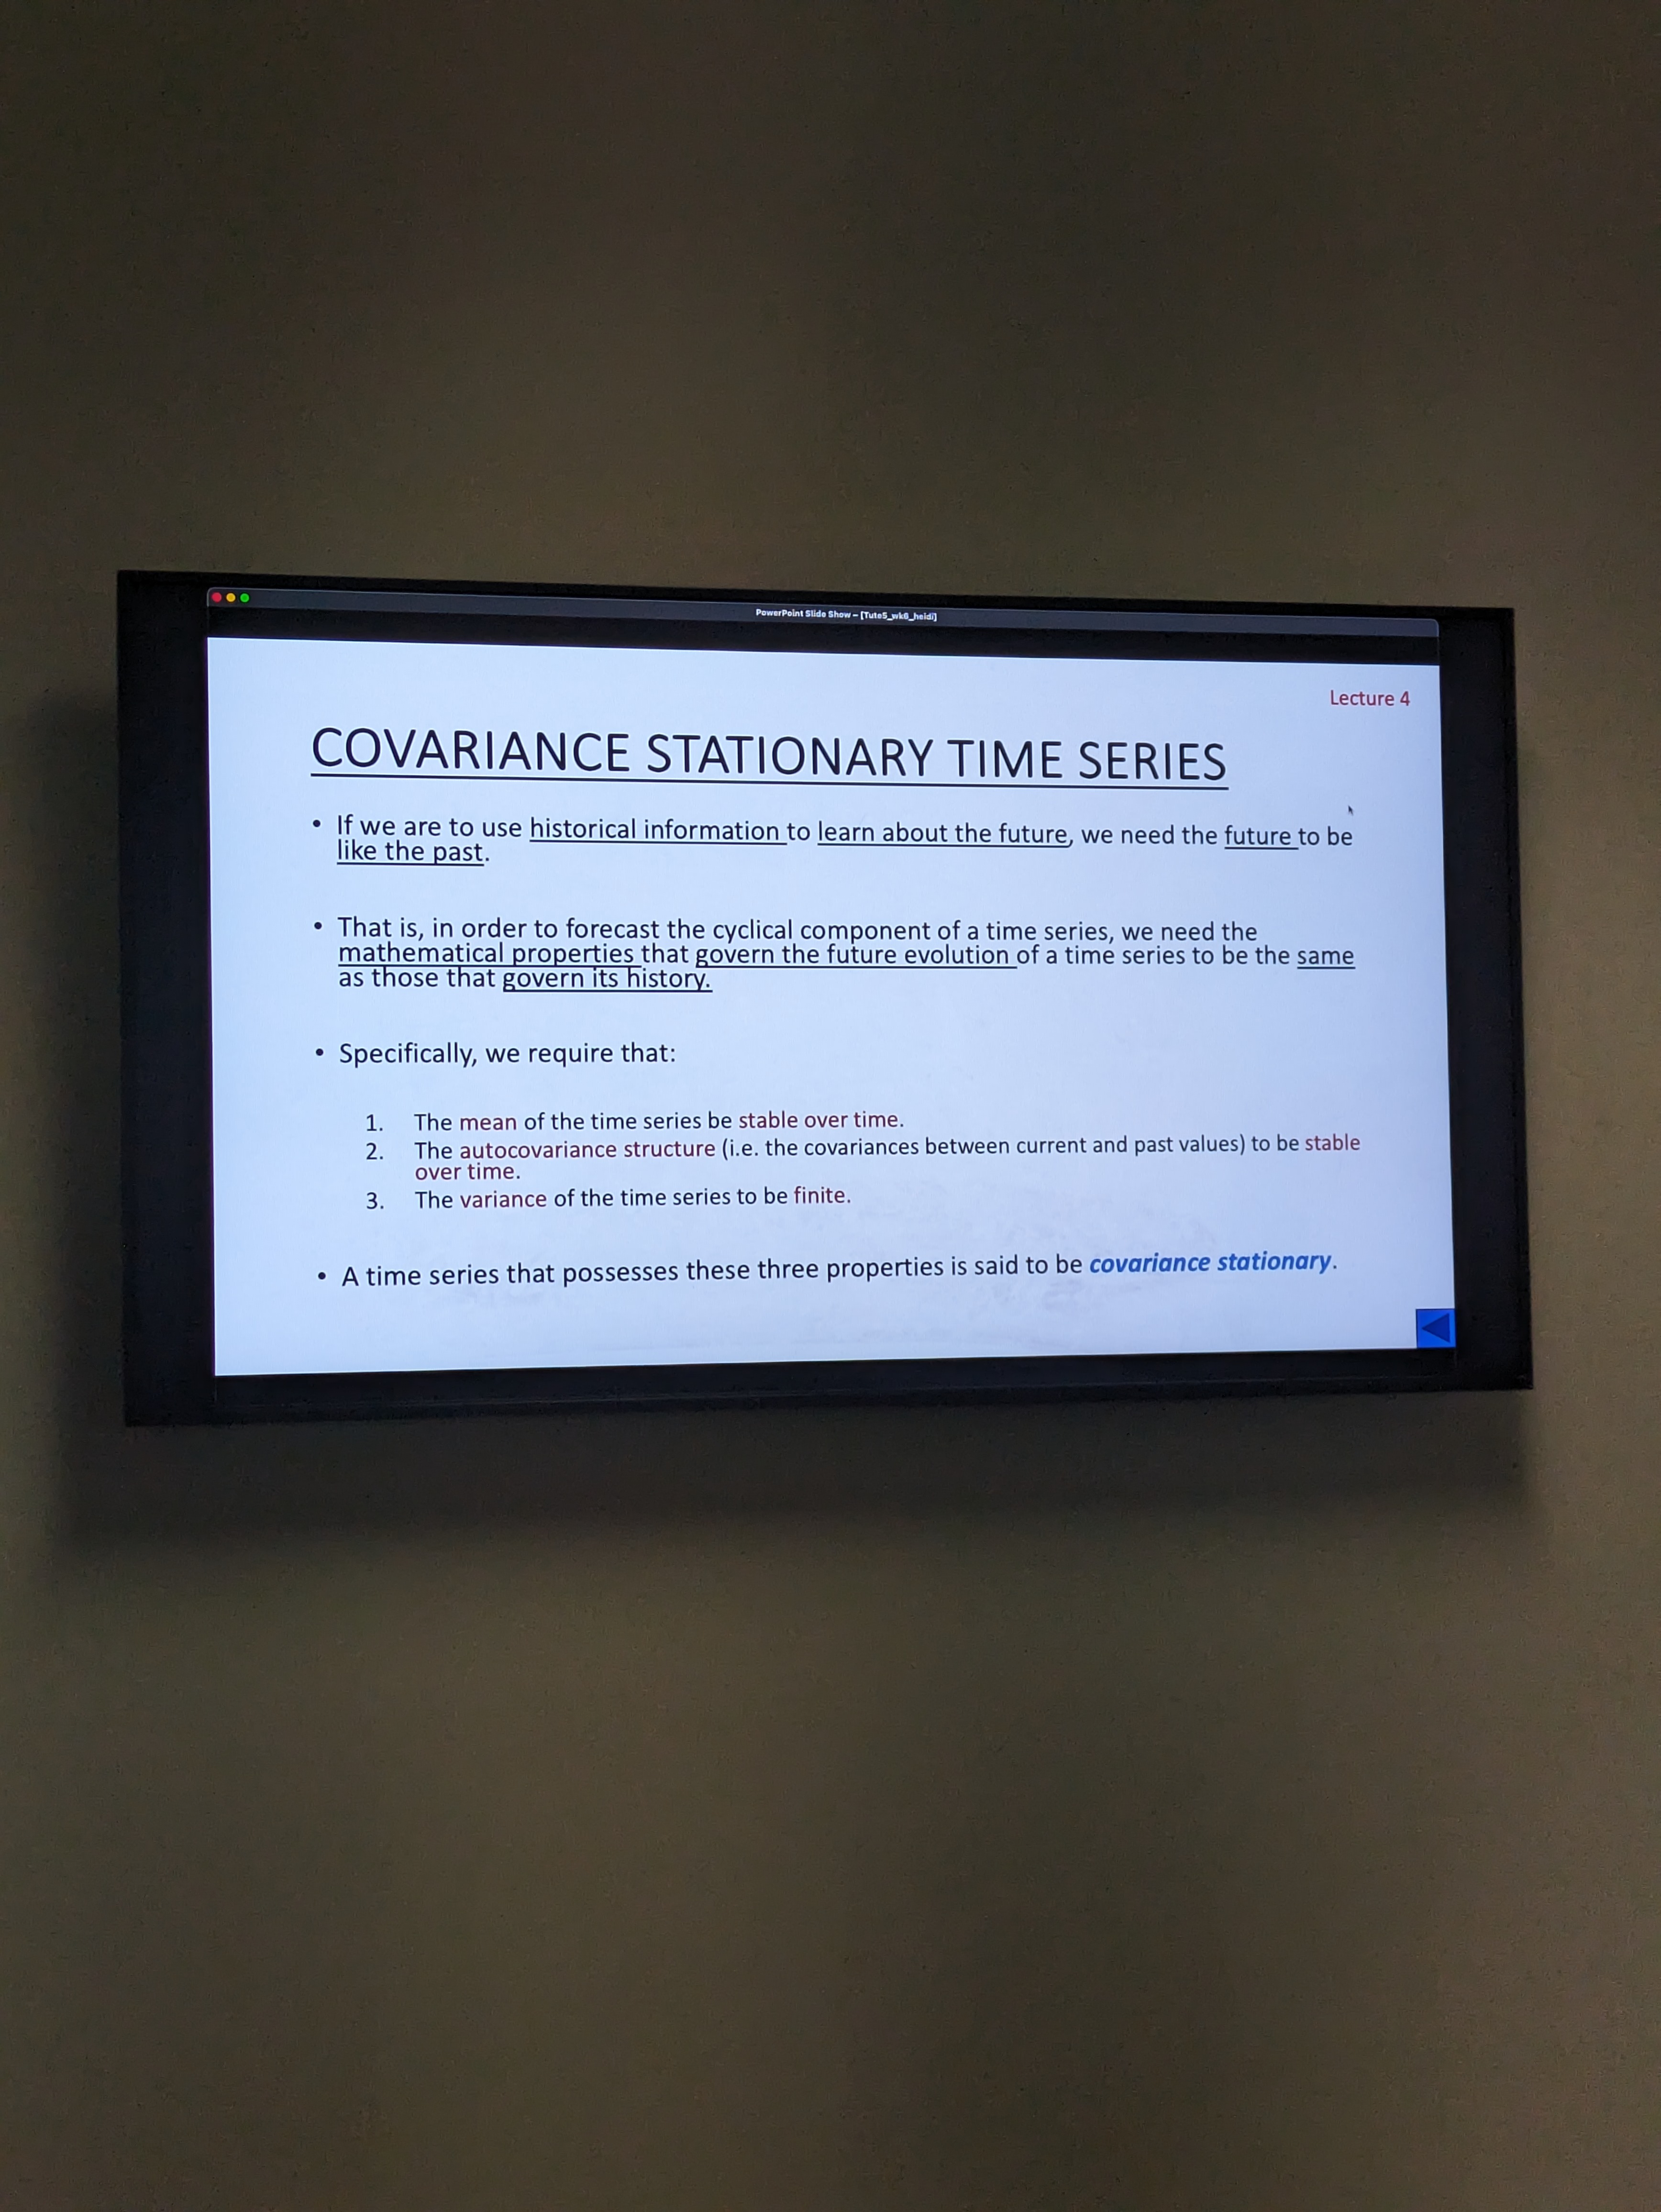 PowerPoint Slide Show – [Tute5_wk6_heidi]
Lecture 4
COVARIANCE STATIONARY TIME SERIES
• If we are to use historical information to learn about the future, we need the future to be
like the past.
• That is, in order to forecast the cyclical component of a time series, we need the
mathematical properties that govern the future evolution of a time series to be the same
as those that govern its history.
• Specifically, we require that:
1. The mean of the time series be stable over time.
2. The autocovariance structure (i.e. the covariances between current and past values) to be stable
over time.
3. The variance of the time series to be finite.
• A time series that possesses these three properties is said to be covariance stationary.